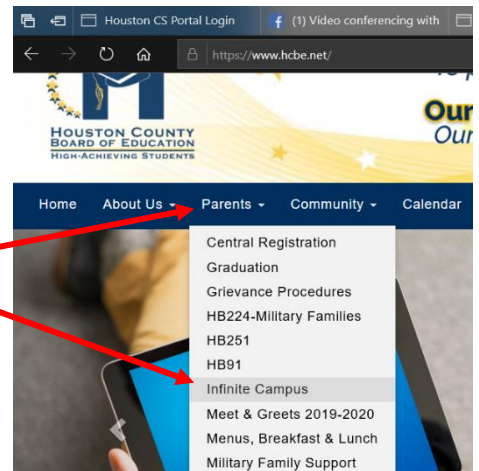 Houston CS Portal Login
(1) Video conferencing with
https://www.hcbe.net/
Our
HOUSTON COUNTY
BOARD OF EDUCATION
HIGH-ACHIEVING STUDENTS
Our
Home About Us Parents Community Calendar
Central Registration
Graduation
Grievance Procedures
HB224-Military Families
HB251
HB91
Infinite Campus
Meet & Greets 2019-2020
Menus, Breakfast & Lunch
Military Family Support